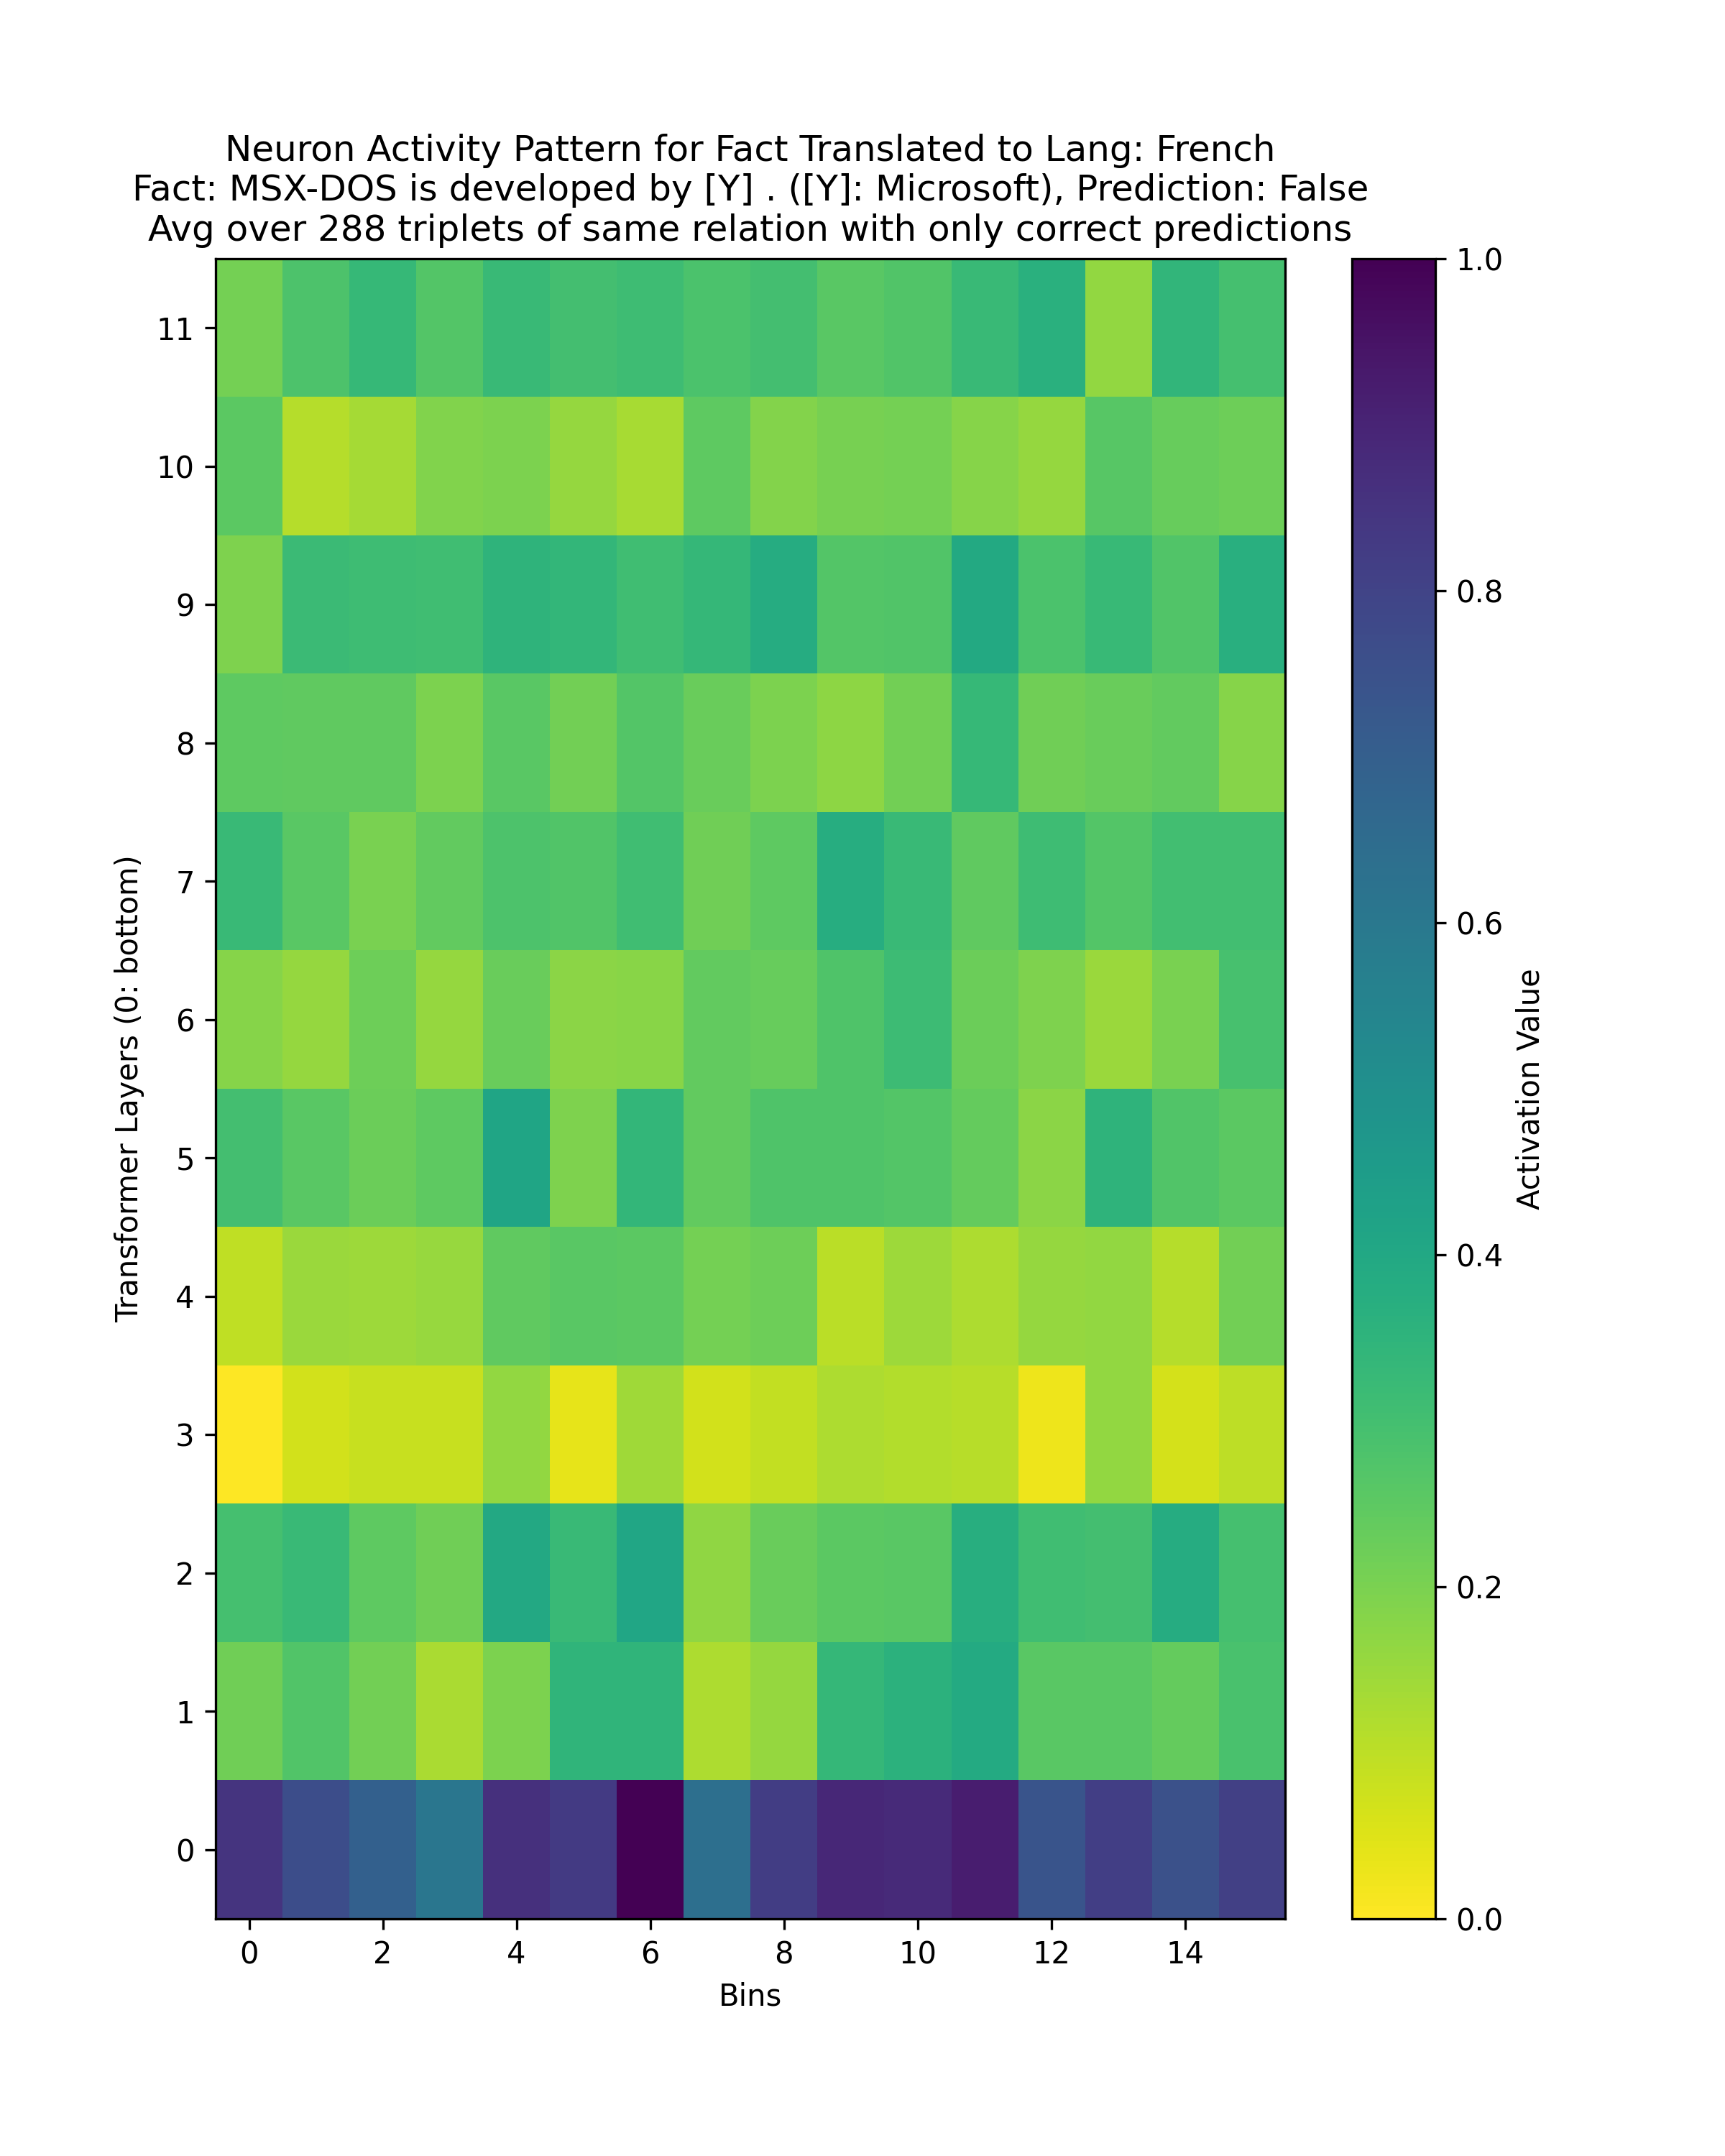 Neuron Activity Pattern for Fact Translated to Lang: French
Fact: MSX-DOS is developed by [Y] . ([Y]: Microsoft), Prediction: False
Avg over 288 triplets of same relation with only correct predictions
Transformer Layers (0: bottom)
11
10
9
8
7
6
5
4
3
2
1
0
0 2 4 6 8 10 12 14
Bins
1.0
0.8
0.6
0.4
0.2
0.0
Activation Value